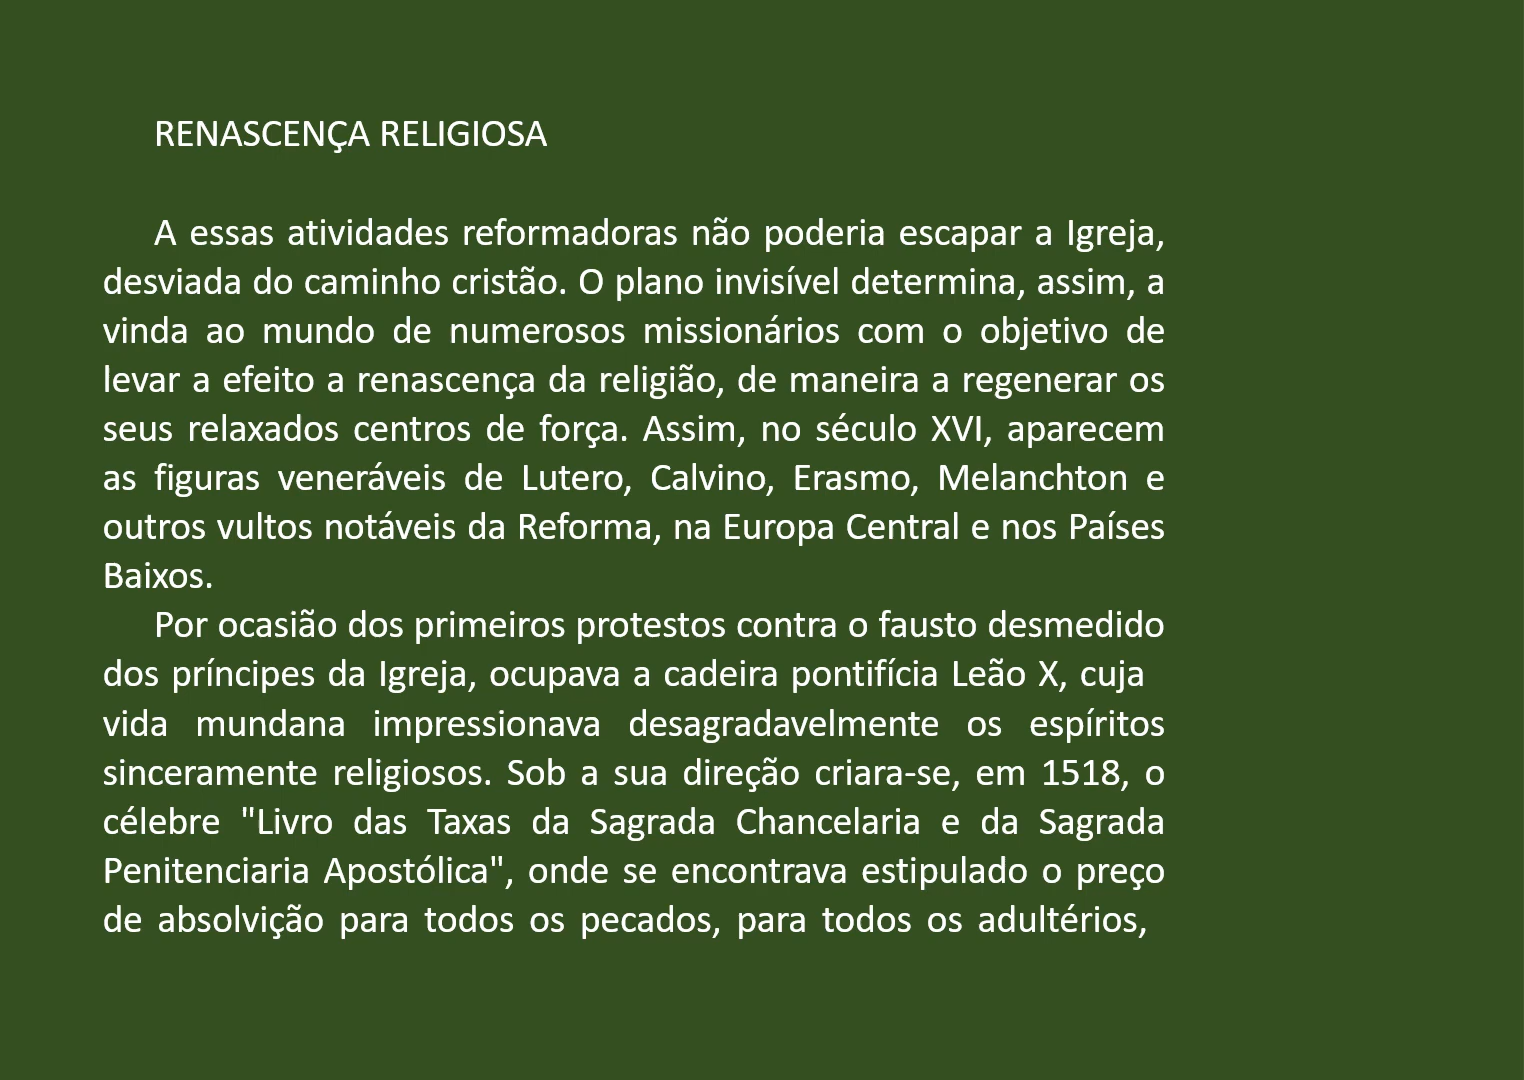 RENASCENÇA RELIGIOSA
A essas atividades reformadoras não poderia escapar a Igreja,
desviada do caminho cristão. O plano invisível determina, assim, a
vinda ao mundo de numerosos missionários com o objetivo de
levar a efeito a renascença da religião, de maneira a regenerar os
seus relaxados centros de força. Assim, no século XVI, aparecem
as figuras veneráveis de Lutero, Calvino, Erasmo, Melanchton e
outros vultos notáveis da Reforma, na Europa Central e nos Países
Baixos.
Por ocasião dos primeiros protestos contra o fausto desmedido
dos príncipes da Igreja, ocupava a cadeira pontifícia Leão X, cuja
vida mundana impressionava desagradavelmente os espíritos
sinceramente religiosos. Sob a sua direção criara-se, em 1518, o
célebre "Livro das Taxas da Sagrada Chancelaria e da Sagrada
Penitenciaria Apostólica", onde se encontrava estipulado o preço
de absolvição para todos os pecados, para todos os adultérios,